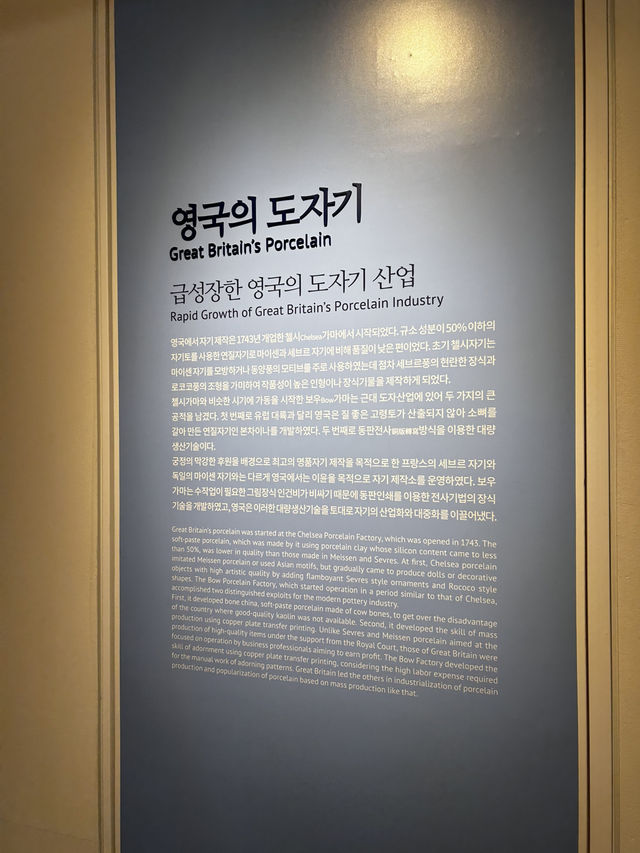 영국의 도자기
Great Britain's Porcelain
급성장한 영국의 도자기 산업
Rapid Growth of Great Britain's Porcelain Industry
영국에서 자기 제작은 1743년 개업한 첼시Chelsea가마에서 시작되었다. 규소 성분이 50% 이하의
자기토를 사용한 연질자기로 마이센과 세브르 자기에 비해 품질이 낮은 편이었다. 초기 첼시자기는
마이센 자기를 모방하거나 동양풍의 모티브를 주로 사용하였는데 점차 세브르풍의 현란한 장식과
로코코풍의 조형을 가미하여 작품성이 높은 인형이나 장식기물을 제작하게 되었다.
첼시가마와 비슷한 시기에 가동을 시작한 보우Bow가마는 근대 도자산업에 있어 두 가지의 큰
공적을 남겼다. 첫 번째로 유럽 대륙과 달리 영국은 질 좋은 고령토가 산출되지 않아 소뼈를
갈아 만든 연질자기인 본차이나를 개발하였다. 두 번째로 동판전사銅版轉寫방식을 이용한 대량
생산기술이다.
궁정의 막강한 후원을 배경으로 최고의 명품자기 제작을 목적으로 한 프랑스의 세브르 자기와
독일의 마이센 자기와는 다르게 영국에서는 이윤을 목적으로 자기 제작소를 운영하였다. 보우
가마는 수작업이 필요한 그림장식 인건비가 비싸기 때문에 동판인쇄를 이용한 전사기법의 장식
기술을 개발하였고, 영국은 이러한 대량생산기술을 토대로 자기의 산업화와 대중화를 이끌어냈다.
Great Britain's porcelain was started at the Chelsea Porcelain Factory, which was opened in 1743. The
soft-paste porcelain, which was made by it using porcelain clay whose silicon content came to less
than 50%, was lower in quality than those made in Meissen and Sevres. At first, Chelsea porcelain
imitated Meissen porcelain or used Asian motifs, but gradually came to produce dolls or decorative
objects with high artistic quality by adding flamboyant Sevres style ornaments and Rococo style
shapes. The Bow Porcelain Factory, which started operation in a period similar to that of Chelsea,
accomplished two distinguished exploits for the modern pottery industry.
First, it developed bone china, soft-paste porcelain made of cow bones, to get over the disadvantage
of the country where good-quality kaolin was not available. Second, it developed the skill of mass
production using copper plate transfer printing. Unlike Sevres and Meissen porcelain aimed at the
production of high-quality items under the support from the Royal Court, those of Great Britain were
focused on operation by business professionals aiming to earn profit. The Bow Factory developed the
skill of adornment using copper plate transfer printing, considering the high labor expense required
for the manual work of adorning patterns. Great Britain led the others in industrialization of porcelain
production and popularization of porcelain based on mass production like that.